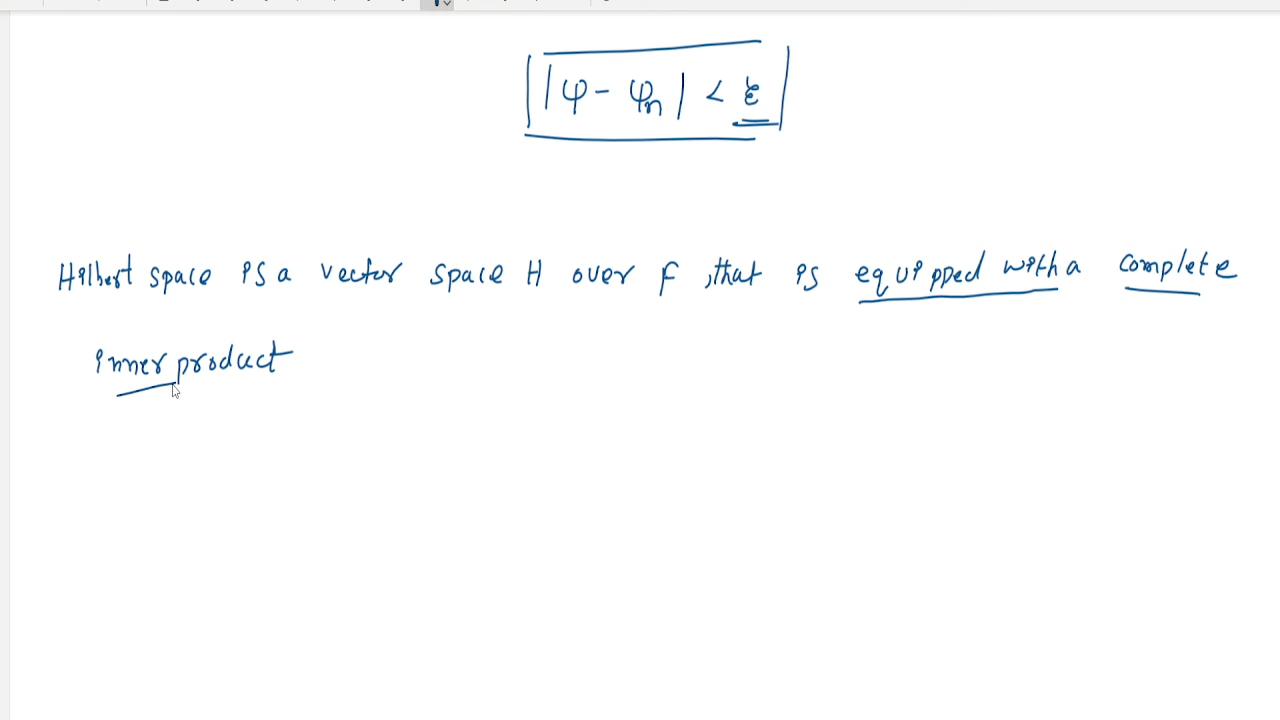 |φ - φn| < ε
Hilbert space is a vector space H over F, that is equipped with a complete
inner product